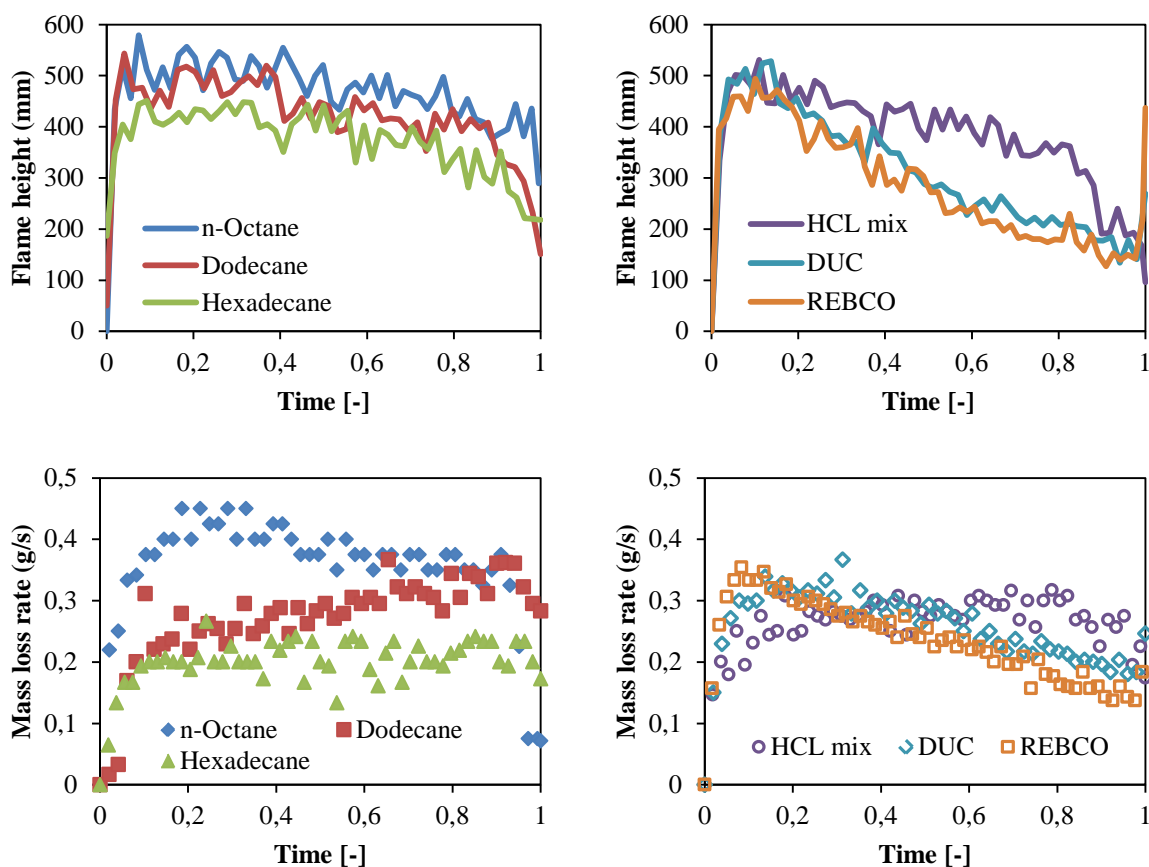 Flame height (mm)
600
500
400
300
200
100
0
n-Octane
Dodecane
Hexadecane
0 0,2 0,4 0,6 0,8 1
Time [-]
Flame height (mm)
600
500
400
300
200
100
0
HCL mix
DUC
REBCO
0 0,2 0,4 0,6 0,8 1
Time [-]
Mass loss rate (g/s)
0,5
0,4
0,3
0,2
0,1
0
n-Octane Dodecane
Hexadecane
0 0,2 0,4 0,6 0,8 1
Time [-]
Mass loss rate (g/s)
0,5
0,4
0,3
0,2
0,1
0
HCL mix DUC REBCO
0 0,2 0,4 0,6 0,8 1
Time [-]